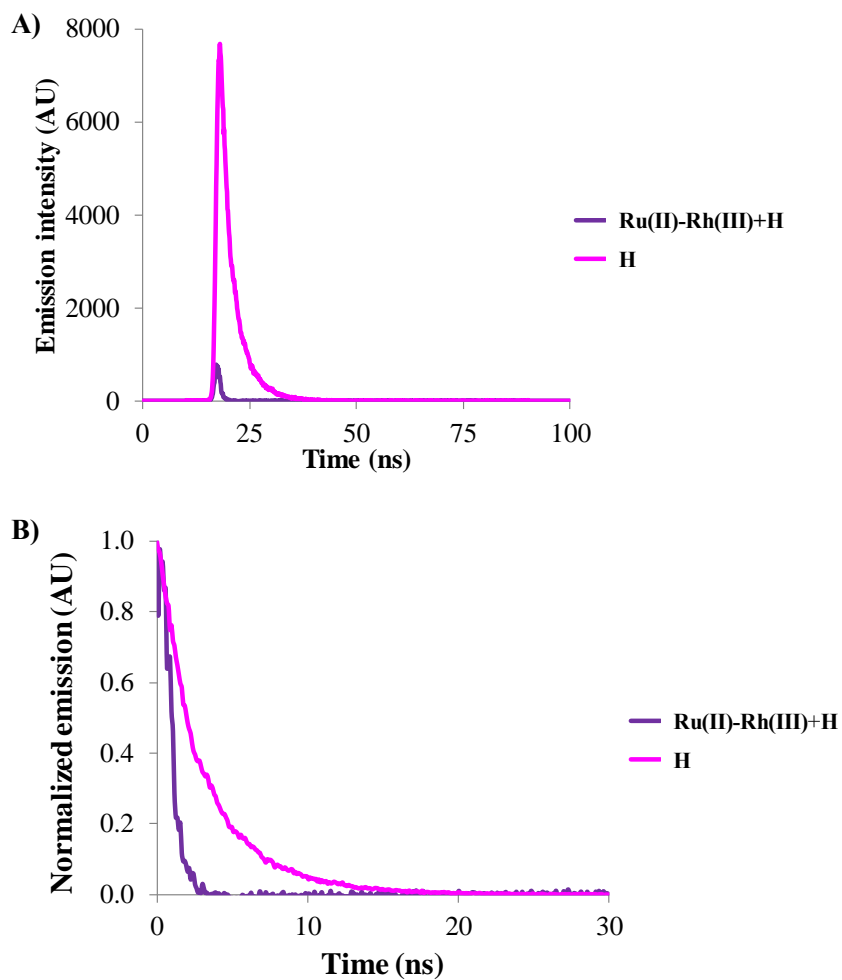 A)
8000
6000
4000
2000
0
Emission intensity (AU)
0 25 50 75 100
Time (ns)
Ru(II)-Rh(III)+H
H
B)
1.0
0.8
0.6
0.4
0.2
0.0
Normalized emission (AU)
0 10 20 30
Time (ns)
Ru(II)-Rh(III)+H
H